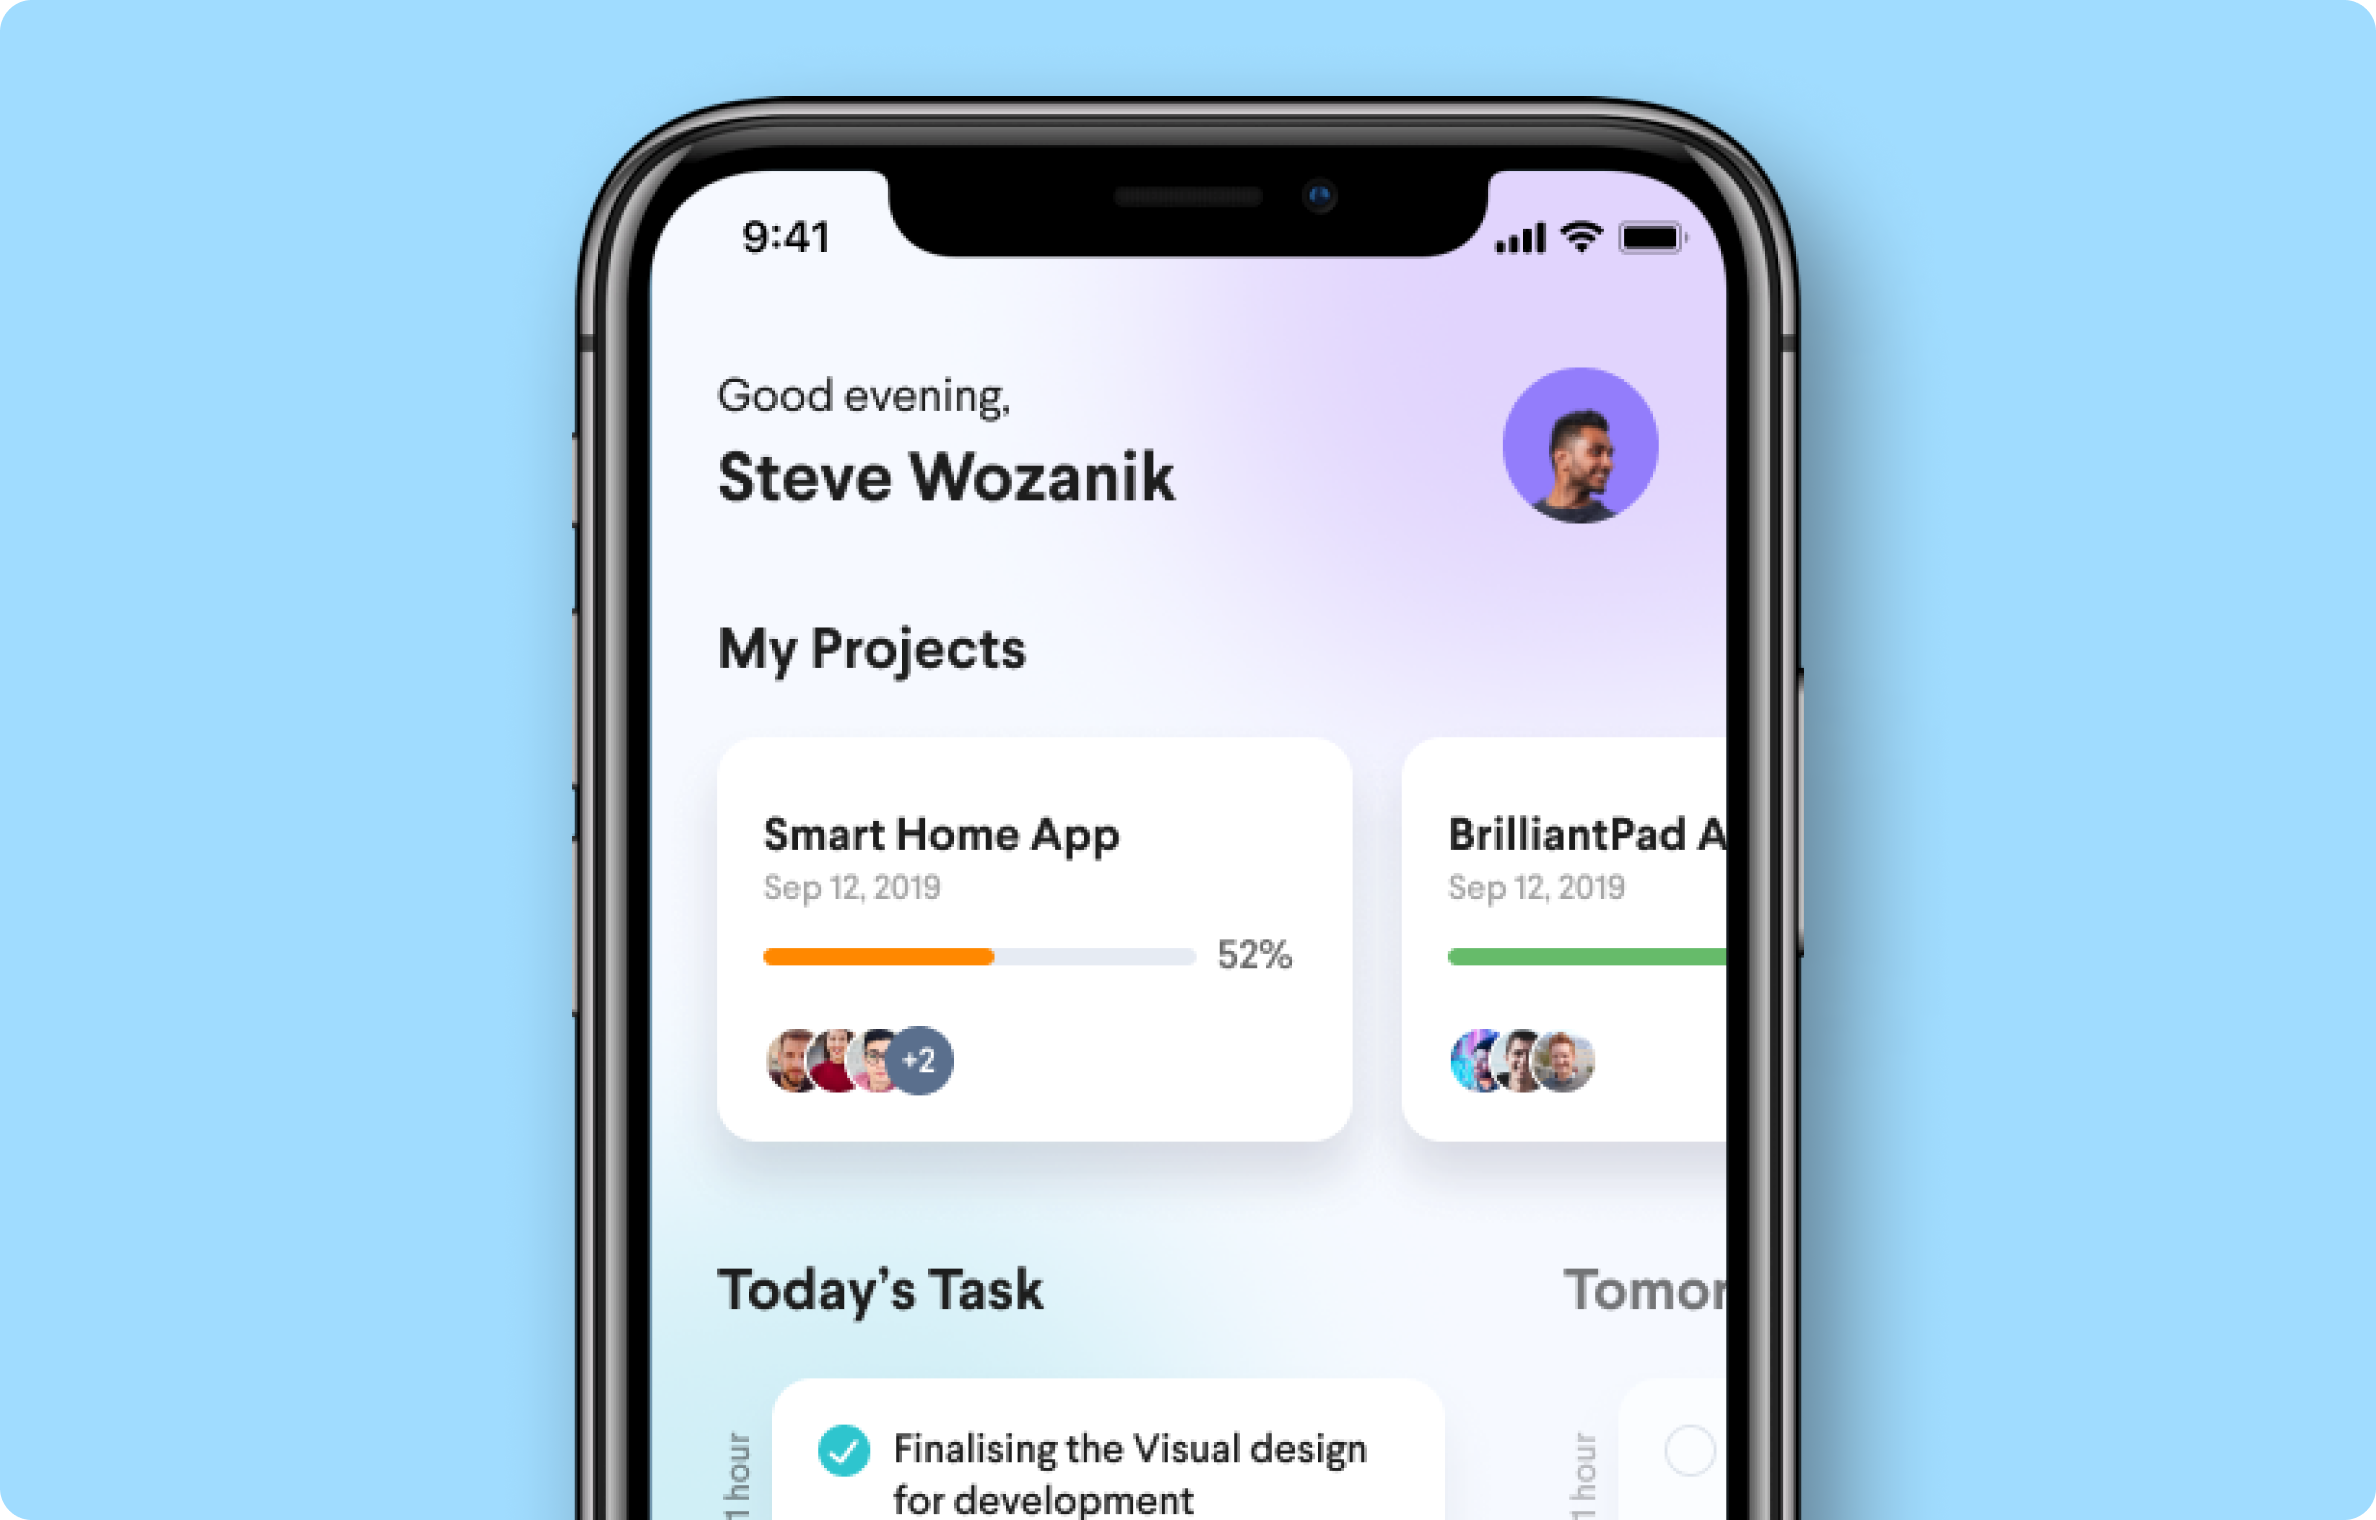 9:41
Good evening,
Steve Wozanik
My Projects
Smart Home App
Sep 12, 2019
52%
+2
BrilliantPad A
Sep 12, 2019
Today’s Task
Tomor
1 hour
Finalising the Visual design
for development
1 hour